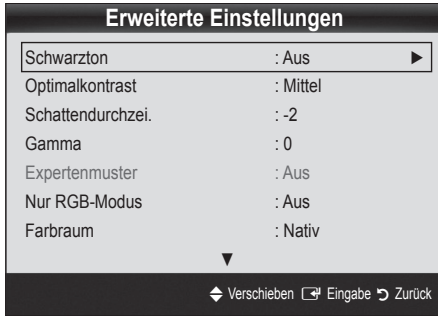 Erweiterte Einstellungen
Schwarzton : Aus ►
Optimalkontrast : Mittel
Schattendurchzei. : -2
Gamma : 0
Expertenmuster : Aus
Nur RGB-Modus : Aus
Farbraum : Nativ
▼
Verschieben Eingabe Zurück